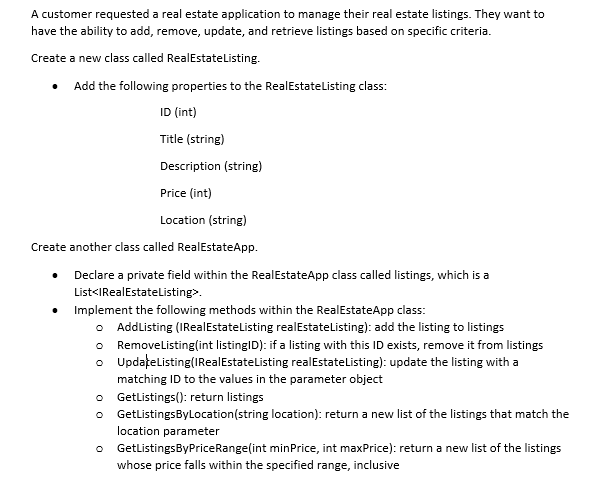 A customer requested a real estate application to manage their real estate listings. They want to
have the ability to add, remove, update, and retrieve listings based on specific criteria.
Create a new class called RealEstateListing.
• Add the following properties to the RealEstateListing class:
ID (int)
Title (string)
Description (string)
Price (int)
Location (string)
Create another class called RealEstateApp.
• Declare a private field within the RealEstateApp class called listings, which is a
List<IRealEstateListing>.
• Implement the following methods within the RealEstateApp class:
o AddListing (IRealEstateListing realEstateListing): add the listing to listings
o RemoveListing(int listingID): if a listing with this ID exists, remove it from listings
o UpdateListing(IRealEstateListing realEstateListing): update the listing with a
matching ID to the values in the parameter object
o GetListings(): return listings
o GetListingsByLocation(string location): return a new list of the listings that match the
location parameter
o GetListingsByPriceRange(int minPrice, int maxPrice): return a new list of the listings
whose price falls within the specified range, inclusive